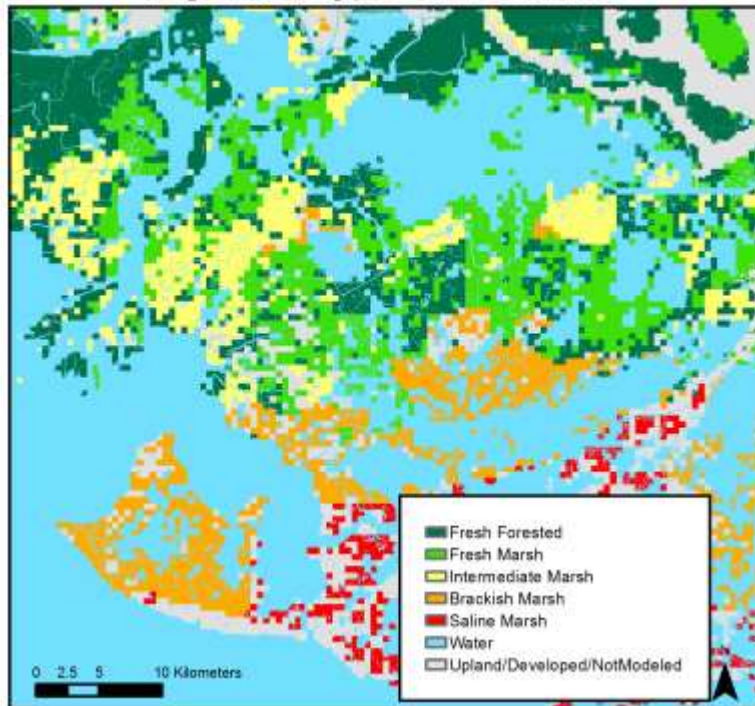 Fresh Forested
Fresh Marsh
Intermediate Marsh
Brackish Marsh
Saline Marsh
Water
Upland/Developed/NotModeled
0 2.5 5 10 Kilometers